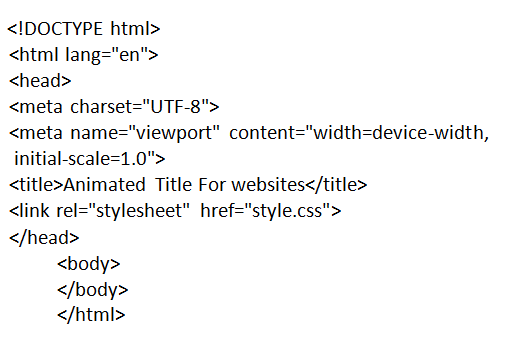 <!DOCTYPE html>
<html lang="en">
<head>
<meta charset="UTF-8">
<meta name="viewport" content="width=device-width,
initial-scale=1.0">
<title>Animated Title For websites</title>
<link rel="stylesheet" href="style.css">
</head>
<body>
</body>
</html>